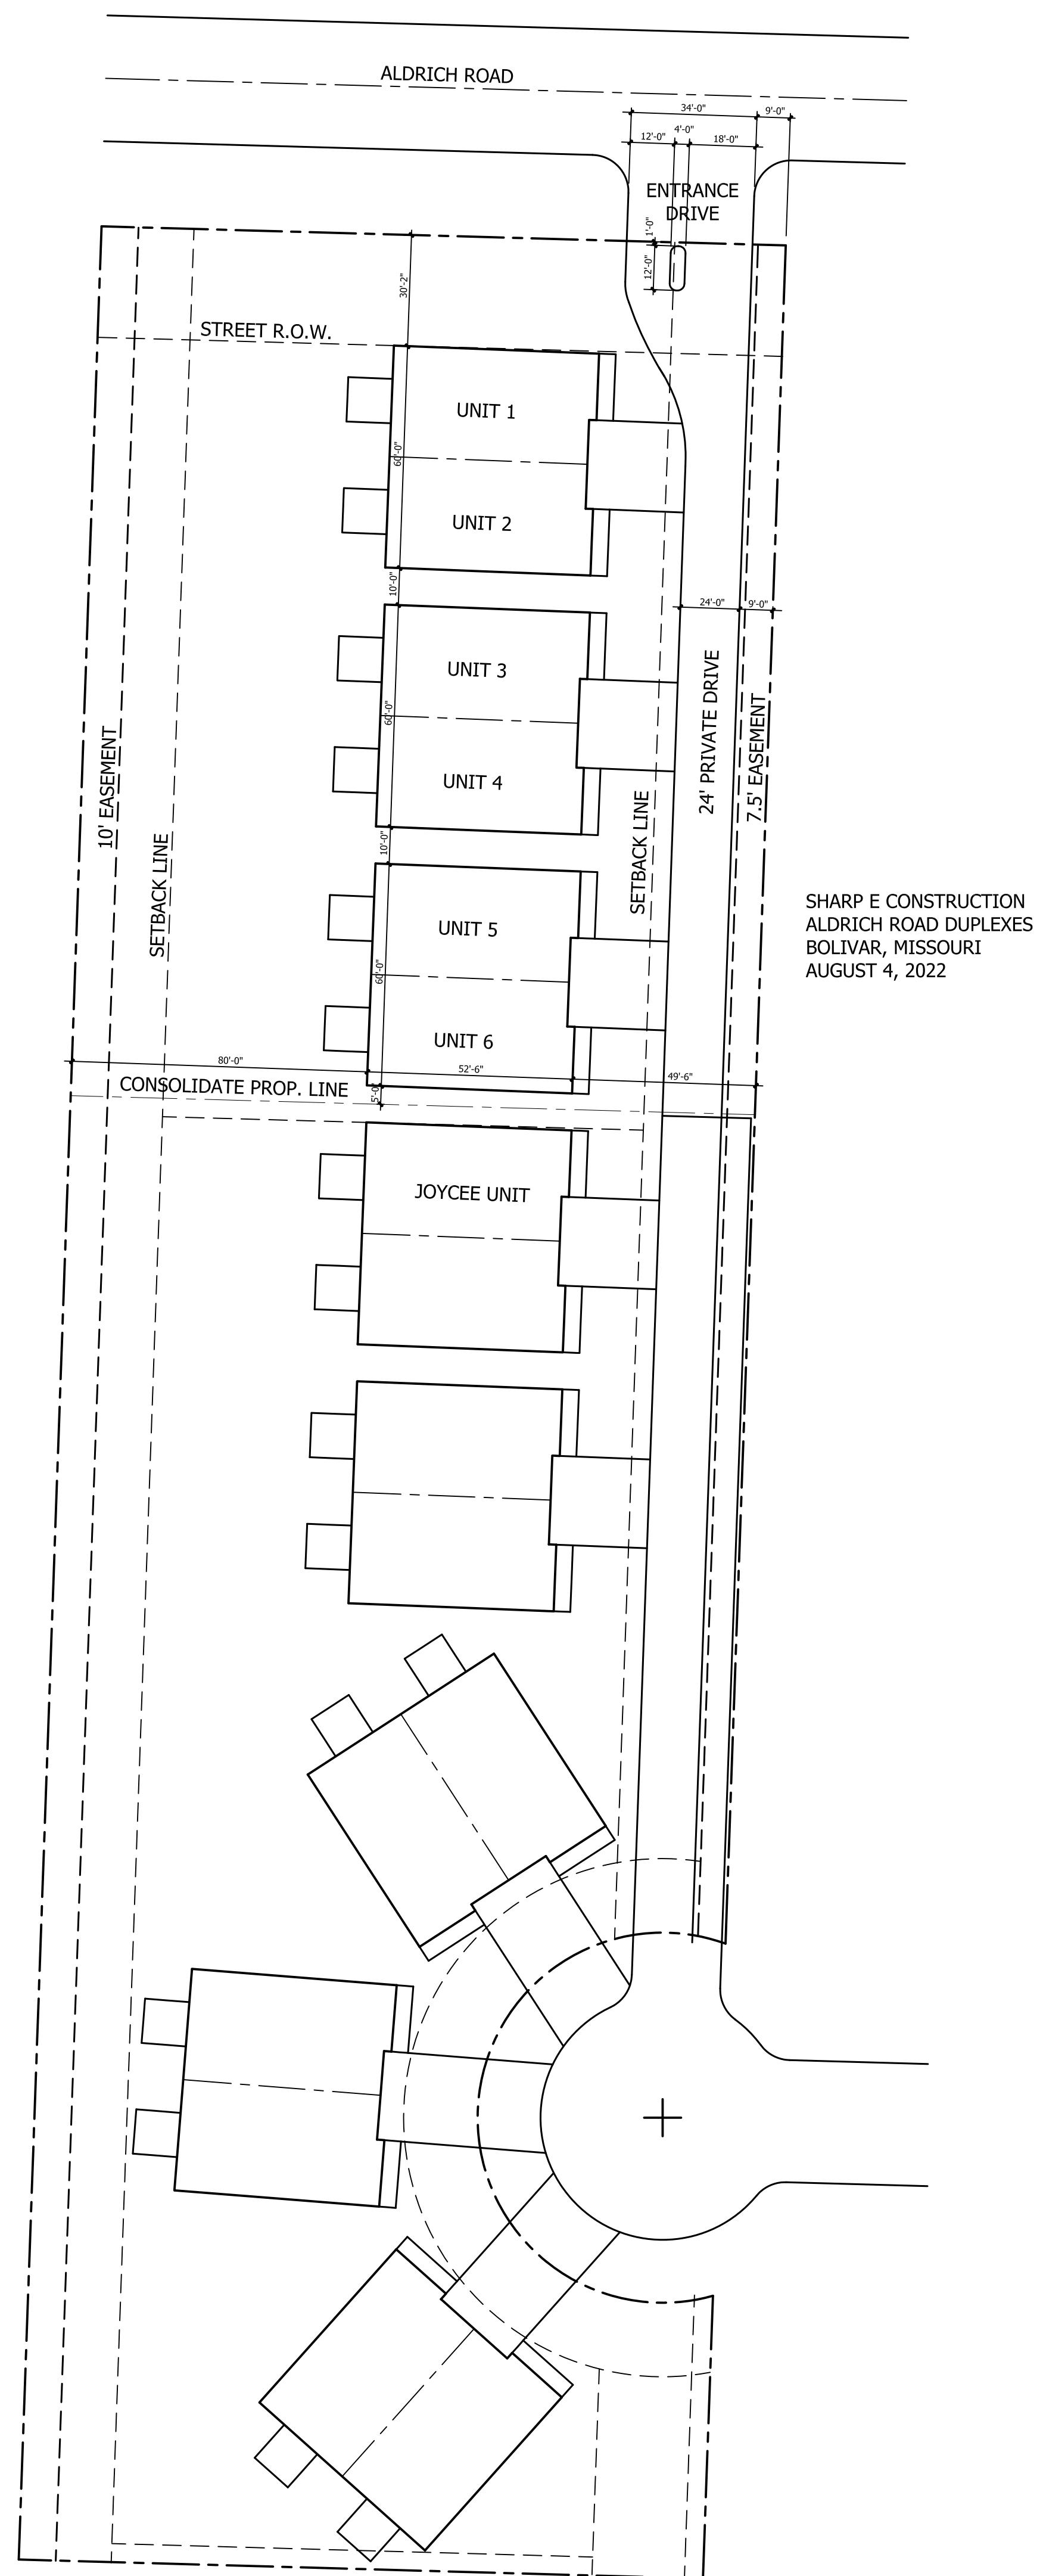 ALDRICH ROAD
34'-0"
9'-0"
12'-0"
4'-0"
18'-0"
ENTRANCE
DRIVE
1'-0"
12'-0"
30'-2"
STREET R.O.W.
UNIT 1
60'-0"
UNIT 2
10'-0"
24'-0"
9'-0"
UNIT 3
60'-0"
UNIT 4
10' EASEMENT
SETBACK LINE
10'-0"
SETBACK LINE
24' PRIVATE DRIVE
7.5' EASEMENT
UNIT 5
60'-0"
UNIT 6
SHARP E CONSTRUCTION
ALDRICH ROAD DUPLEXES
BOLIVAR, MISSOURI
AUGUST 4, 2022
80'-0"
52'-6"
49'-6"
CONSOLIDATE PROP. LINE
5'-0"
JOYCEE UNIT